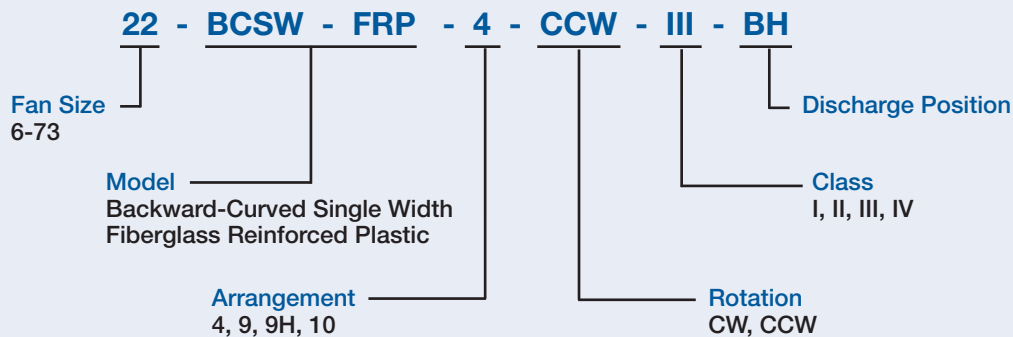 22 - BCSW - FRP - 4 - CCW - III - BH
Fan Size
6-73
Discharge Position
Model
Backward-Curved Single Width
Fiberglass Reinforced Plastic
Class
I, II, III, IV
Arrangement
4, 9, 9H, 10
Rotation
CW, CCW